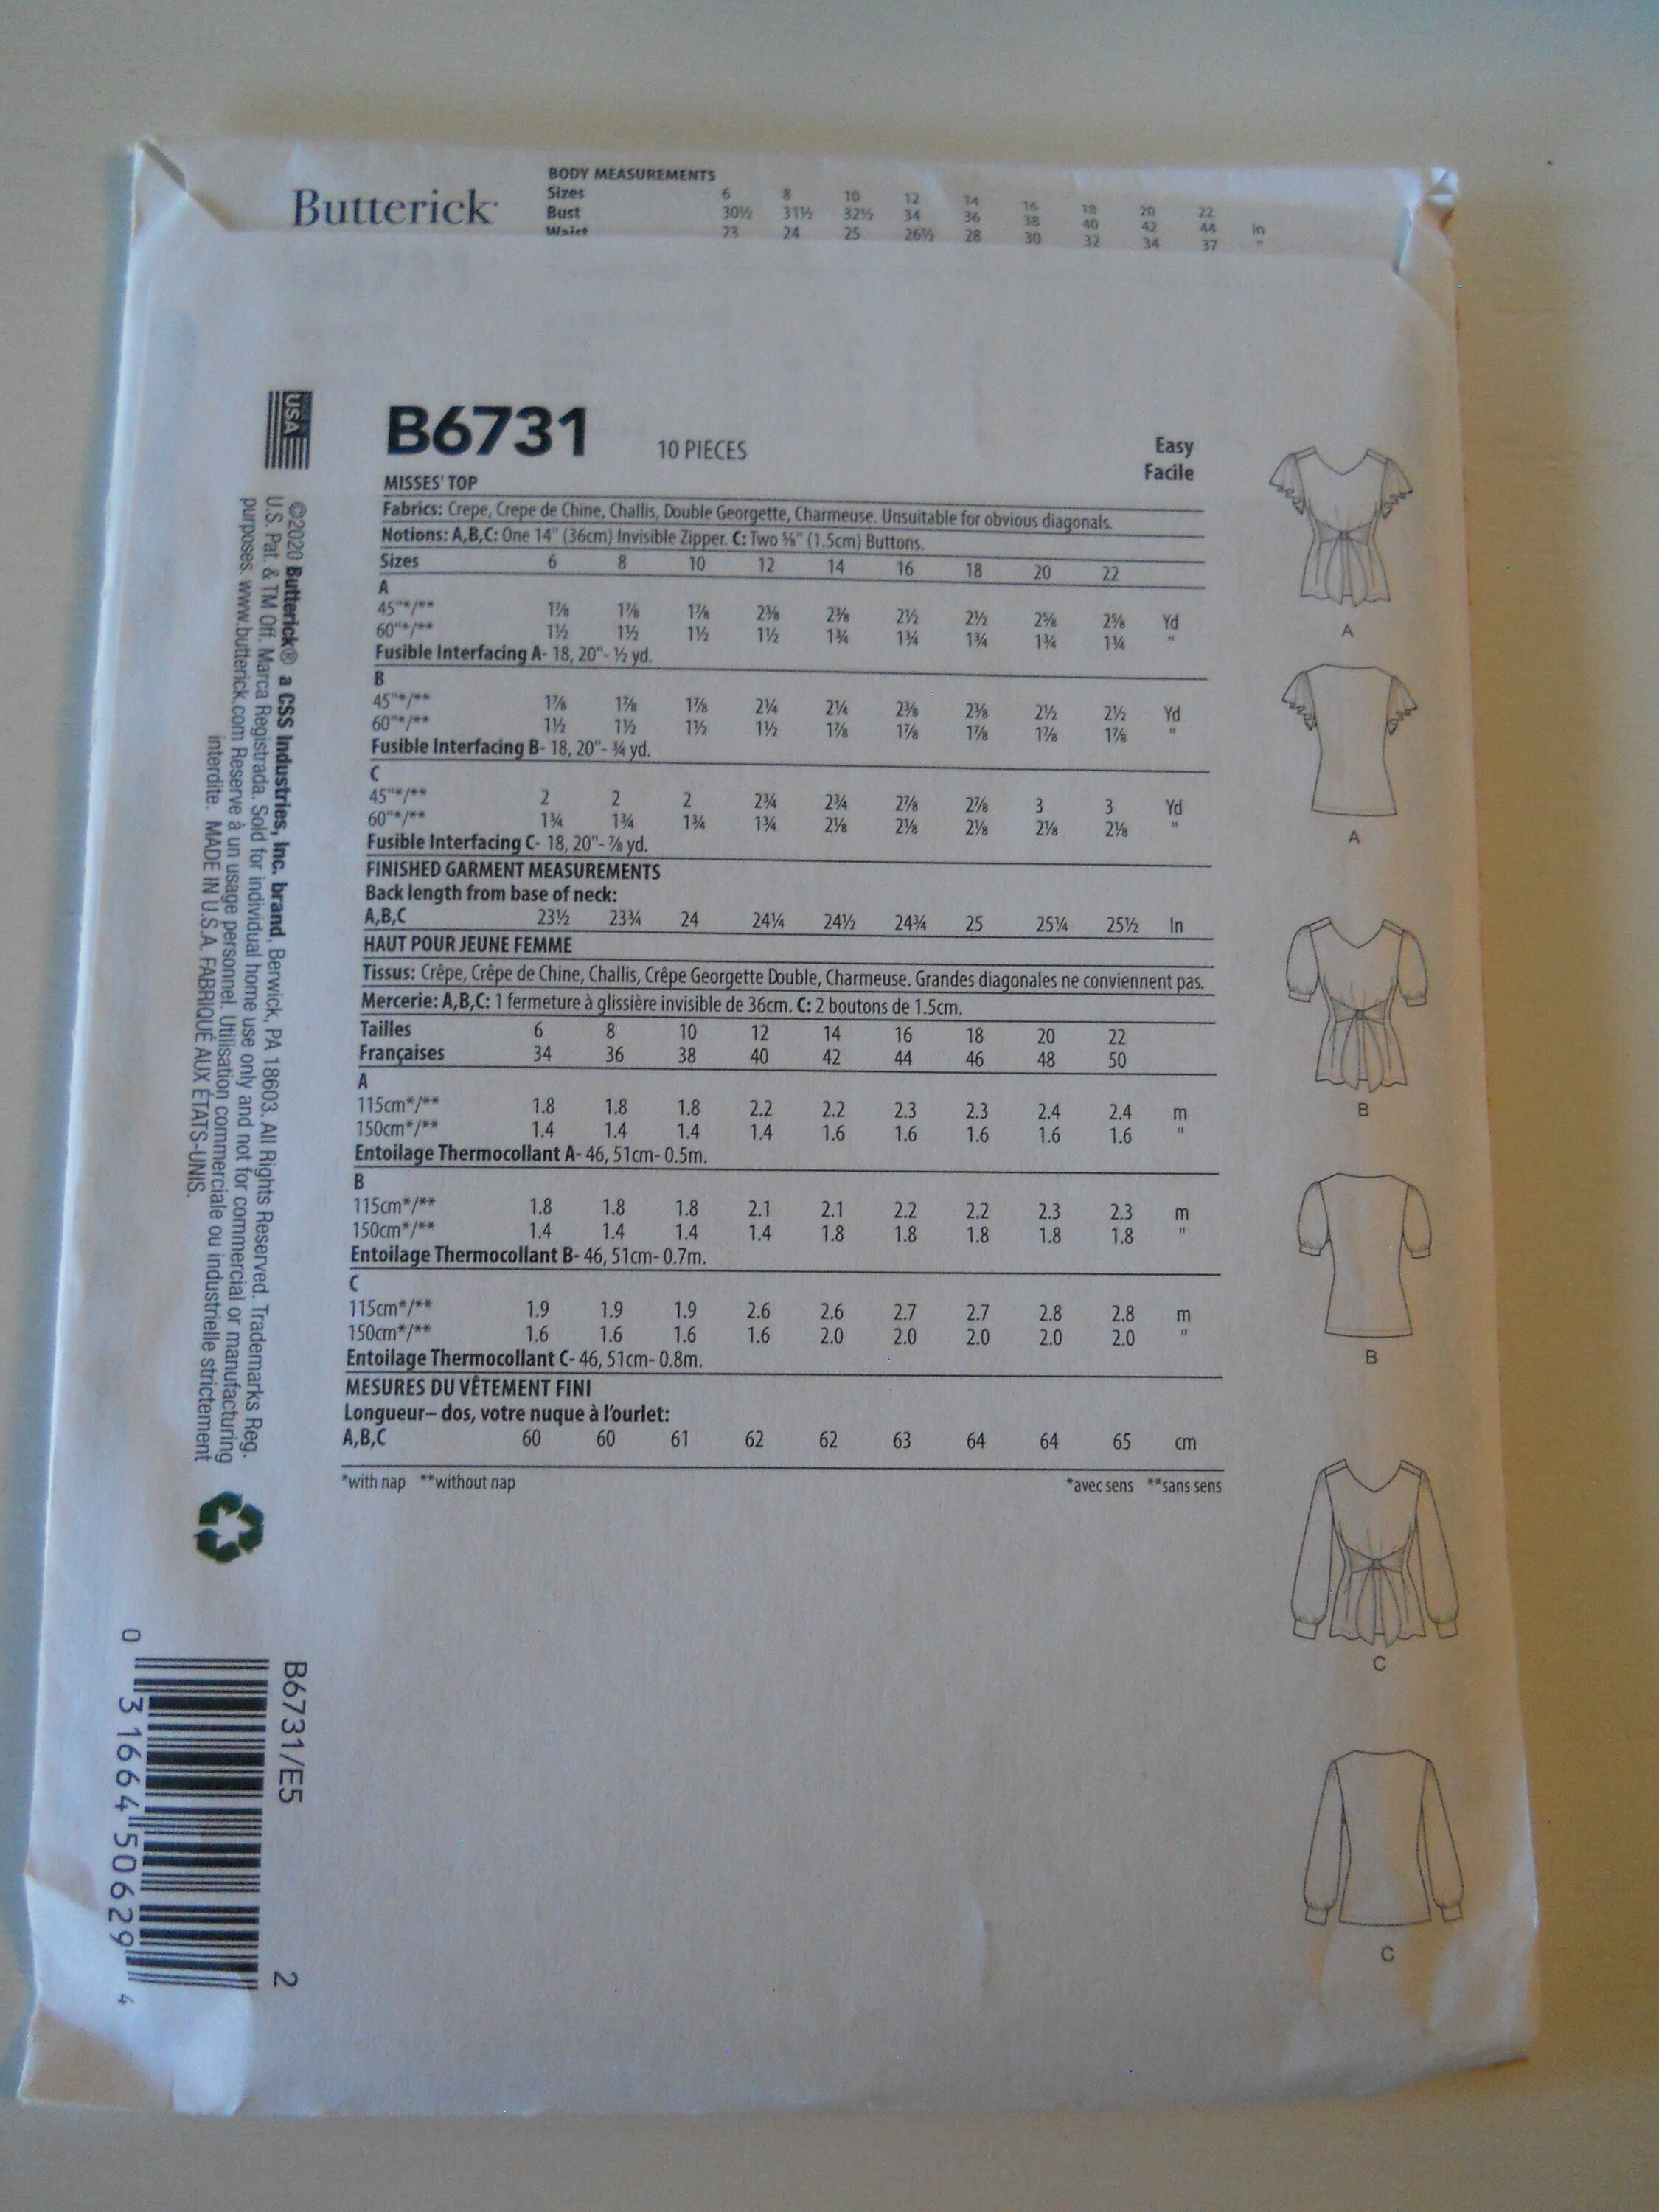 Butterick
BODY MEASUREMENTS
Sizes 6 8 10 12 14 16 18 20 22
Bust 30½ 31½ 32½ 34 36 38 40 42 44 In
Waist 23 24 25 26½ 28 30 32 34 37 "
B6731 10 PIECES Easy
Facile
MISSES' TOP
Fabrics: Crepe, Crepe de Chine, Challis, Double Georgette, Charmeuse. Unsuitable for obvious diagonals.
Notions: A,B,C: One 14" (36cm) Invisible Zipper. C: Two ⅝" (1.5cm) Buttons.
Sizes 6 8 10 12 14 16 18 20 22
A
45"*/** 1⅞ 1⅞ 1⅞ 2⅜ 2⅜ 2½ 2½ 2⅝ 2⅝ Yd
60"*/** 1½ 1½ 1½ 1½ 1¾ 1¾ 1¾ 1¾ 1¾ "
Fusible Interfacing A- 18, 20"- ½ yd.
B
45"*/** 1⅞ 1⅞ 1⅞ 2¼ 2¼ 2⅜ 2⅜ 2½ 2½ Yd
60"*/** 1½ 1½ 1½ 1½ 1⅞ 1⅞ 1⅞ 1⅞ 1⅞ "
Fusible Interfacing B- 18, 20"- ¾ yd.
C
45"*/** 2 2 2 2¾ 2¾ 2⅞ 2⅞ 3 3 Yd
60"*/** 1¾ 1¾ 1¾ 1¾ 2⅛ 2⅛ 2⅛ 2⅛ 2⅛ "
Fusible Interfacing C- 18, 20"- ⅞ yd.
FINISHED GARMENT MEASUREMENTS
Back length from base of neck:
A,B,C 23½ 23¾ 24 24¼ 24½ 24¾ 25 25¼ 25½ In
HAUT POUR JEUNE FEMME
Tissus: Crêpe, Crêpe de Chine, Challis, Crêpe Georgette Double, Charmeuse. Grandes diagonales ne conviennent pas.
Mercerie: A,B,C: 1 fermeture à glissière invisible de 36cm. C: 2 boutons de 1.5cm.
Tailles 6 8 10 12 14 16 18 20 22
Françaises 34 36 38 40 42 44 46 48 50
A
115cm*/** 1.8 1.8 1.8 2.2 2.2 2.3 2.3 2.4 2.4 m
150cm*/** 1.4 1.4 1.4 1.4 1.6 1.6 1.6 1.6 1.6 "
Entoilage Thermocollant A- 46, 51cm- 0.5m.
B
115cm*/** 1.8 1.8 1.8 2.1 2.1 2.2 2.2 2.3 2.3 m
150cm*/** 1.4 1.4 1.4 1.4 1.8 1.8 1.8 1.8 1.8 "
Entoilage Thermocollant B- 46, 51cm- 0.7m.
C
115cm*/** 1.9 1.9 1.9 2.6 2.6 2.7 2.7 2.8 2.8 m
150cm*/** 1.6 1.6 1.6 1.6 2.0 2.0 2.0 2.0 2.0 "
Entoilage Thermocollant C- 46, 51cm- 0.8m.
MESURES DU VÊTEMENT FINI
Longueur– dos, votre nuque à l'ourlet:
A,B,C 60 60 61 62 62 63 64 64 65 cm
*with nap **without nap *avec sens **sans sens
A
A
B
B
C
C
USA
©2020 Butterick® a CSS Industries, Inc. brand, Berwick, PA 18603. All Rights Reserved. Trademarks Reg.
U.S. Pat. & TM Off. Marca Registrada. Sold for individual home use only and not for commercial or manufacturing
purposes. www.butterick.com Reserve à un usage personnel. Utilisation commerciale ou industrielle strictement
interdite. MADE IN U.S.A. FABRIQUÉ AUX ÉTATS-UNIS.
B6731/E5 2
0 31664 50629 4